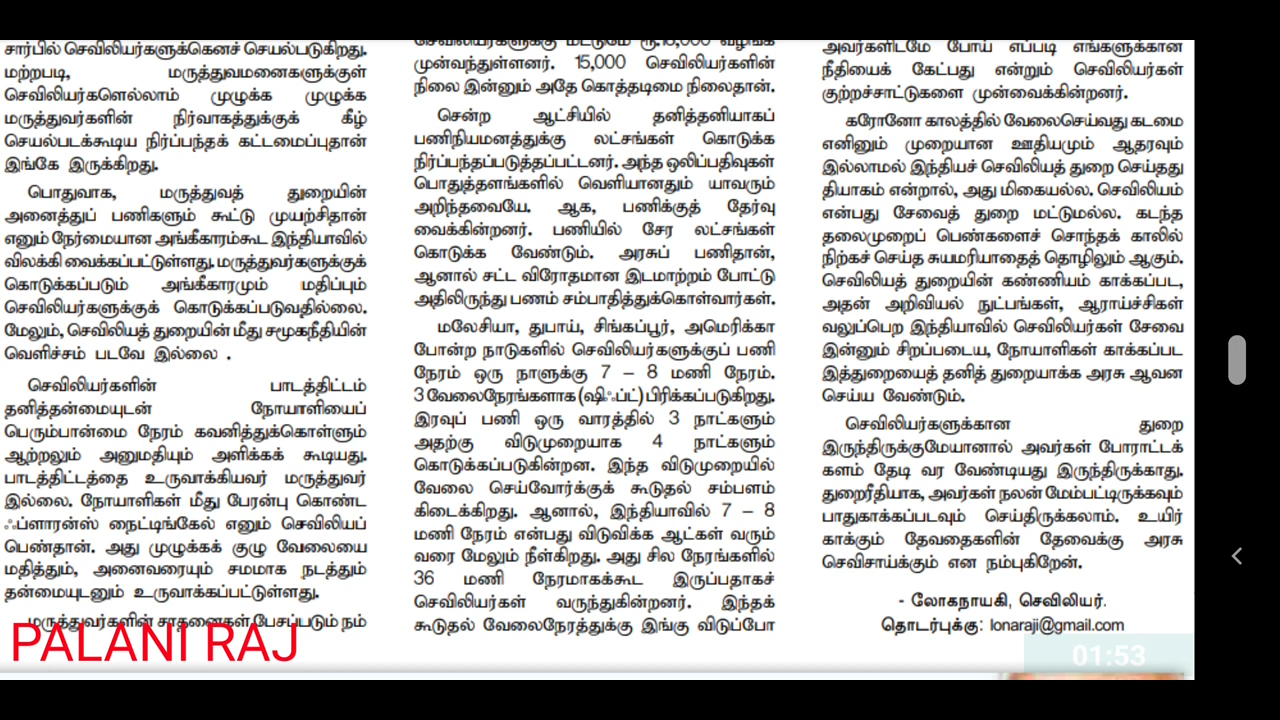 சார்பில் செவிலியர்களுக்கெனச் செயல்படுகிறது.
மற்றபடி, மருத்துவமனைகளுக்குள்
செவிலியர்களெல்லாம் முழுக்க முழுக்க
மருத்துவர்களின் நிர்வாகத்துக்குக் கீழ்
செயல்படக்கூடிய நிர்ப்பந்தக் கட்டமைப்புதான்
இங்கே இருக்கிறது.
பொதுவாக, மருத்துவத் துறையின்
அனைத்துப் பணிகளும் கூட்டு முயற்சிதான்
எனும் நேர்மையான அங்கீகாரம்கூட இந்தியாவில்
விலக்கி வைக்கப்பட்டுள்ளது. மருத்துவர்களுக்குக்
கொடுக்கப்படும் அங்கீகாரமும் மதிப்பும்
செவிலியர்களுக்குக் கொடுக்கப்படுவதில்லை.
மேலும், செவிலியத் துறையின் மீது சமூகநீதியின்
வெளிச்சம் படவே இல்லை .
செவிலியர்களின் பாடத்திட்டம்
தனித்தன்மையுடன் நோயாளியைப்
பெரும்பான்மை நேரம் கவனித்துக்கொள்ளும்
ஆற்றலும் அனுமதியும் அளிக்கக் கூடியது.
பாடத்திட்டத்தை உருவாக்கியவர் மருத்துவர்
இல்லை. நோயாளிகள் மீது பேரன்பு கொண்ட
ஃப்ளாரன்ஸ் நைட்டிங்கேல் எனும் செவிலியப்
பெண்தான். அது முழுக்கக் குழு வேலையை
மதித்தும், அனைவரையும் சமமாக நடத்தும்
தன்மையுடனும் உருவாக்கப்பட்டுள்ளது.
மருத்துவர்களின் சாதனைகள் பேசப்படும் நம்
செவிலியர்களுக்கு மட்டுமே ரூ.18,000 வழங்க
முன்வந்துள்ளனர். 15,000 செவிலியர்களின்
நிலை இன்னும் அதே கொத்தடிமை நிலைதான்.
சென்ற ஆட்சியில் தனித்தனியாகப்
பணிநியமனத்துக்கு லட்சங்கள் கொடுக்க
நிர்ப்பந்தப்படுத்தப்பட்டனர். அந்த ஒலிப்பதிவுகள்
பொதுத்தளங்களில் வெளியானதும் யாவரும்
அறிந்தவையே. ஆக, பணிக்குத் தேர்வு
வைக்கின்றனர். பணியில் சேர லட்சங்கள்
கொடுக்க வேண்டும். அரசுப் பணிதான்,
ஆனால் சட்ட விரோதமான இடமாற்றம் போட்டு
அதிலிருந்து பணம் சம்பாதித்துக்கொள்வார்கள்.
மலேசியா, துபாய், சிங்கப்பூர், அமெரிக்கா
போன்ற நாடுகளில் செவிலியர்களுக்குப் பணி
நேரம் ஒரு நாளுக்கு 7 – 8 மணி நேரம்.
3 வேலைநேரங்களாக (ஷிஃப்ட்) பிரிக்கப்படுகிறது.
இரவுப் பணி ஒரு வாரத்தில் 3 நாட்களும்
அதற்கு விடுமுறையாக 4 நாட்களும்
கொடுக்கப்படுகின்றன. இந்த விடுமுறையில்
வேலை செய்வோர்க்குக் கூடுதல் சம்பளம்
கிடைக்கிறது. ஆனால், இந்தியாவில் 7 – 8
மணி நேரம் என்பது விடுவிக்க ஆட்கள் வரும்
வரை மேலும் நீள்கிறது. அது சில நேரங்களில்
36 மணி நேரமாகக்கூட இருப்பதாகச்
செவிலியர்கள் வருந்துகின்றனர். இந்தக்
கூடுதல் வேலைநேரத்துக்கு இங்கு விடுப்போ
அவர்களிடமே போய் எப்படி எங்களுக்கான
நீதியைக் கேட்பது என்றும் செவிலியர்கள்
குற்றச்சாட்டுகளை முன்வைக்கின்றனர்.
கரோனோ காலத்தில் வேலைசெய்வது கடமை
எனினும் முறையான ஊதியமும் ஆதரவும்
இல்லாமல் இந்தியச் செவிலியத் துறை செய்தது
தியாகம் என்றால், அது மிகையல்ல. செவிலியம்
என்பது சேவைத் துறை மட்டுமல்ல. கடந்த
தலைமுறைப் பெண்களைச் சொந்தக் காலில்
நிற்கச் செய்த சுயமரியாதைத் தொழிலும் ஆகும்.
செவிலியத் துறையின் கண்ணியம் காக்கப்பட,
அதன் அறிவியல் நுட்பங்கள், ஆராய்ச்சிகள்
வலுப்பெற இந்தியாவில் செவிலியர்கள் சேவை
இன்னும் சிறப்படைய, நோயாளிகள் காக்கப்பட
இத்துறையைத் தனித் துறையாக்க அரசு ஆவன
செய்ய வேண்டும்.
செவிலியர்களுக்கான துறை
இருந்திருக்குமேயானால் அவர்கள் போராட்டக்
களம் தேடி வர வேண்டியது இருந்திருக்காது.
துறைரீதியாக, அவர்கள் நலன் மேம்பட்டிருக்கவும்
பாதுகாக்கப்படவும் செய்திருக்கலாம். உயிர்
காக்கும் தேவதைகளின் தேவைக்கு அரசு
செவிசாய்க்கும் என நம்புகிறேன்.
- லோகநாயகி, செவிலியர்.
தொடர்புக்கு: lonaraji@gmail.com
PALANI RAJ
01:53